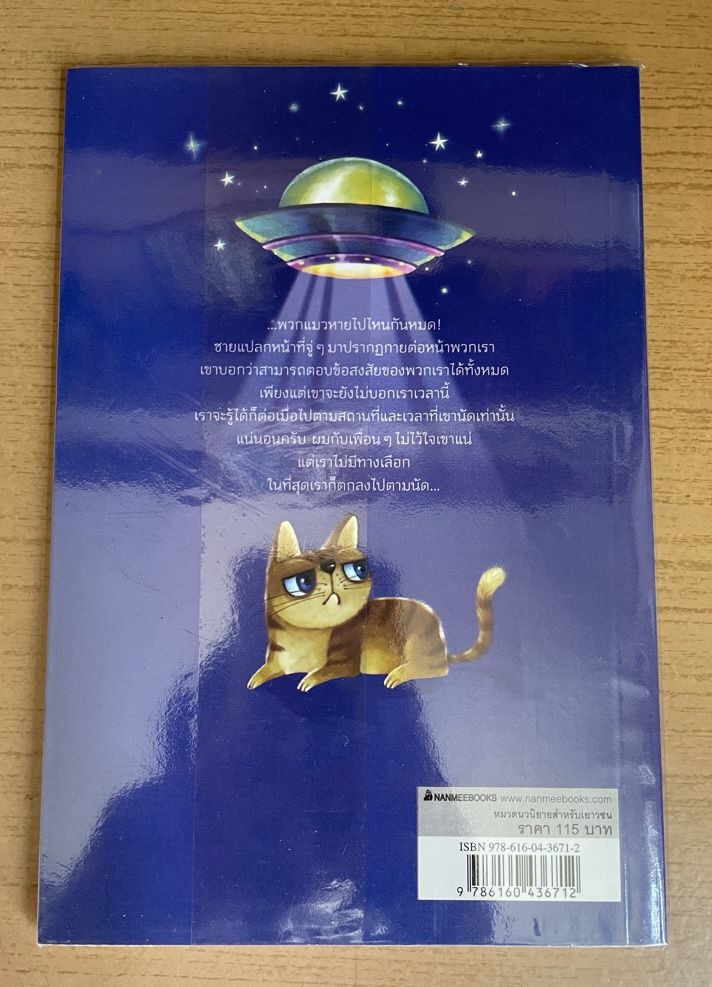 ...พวกแมวหายไปไหนกันหมด!
ชายแปลกหน้าที่จู่ ๆ มาปรากฏกายต่อหน้าพวกเรา
เขาบอกว่าสามารถตอบข้อสงสัยของพวกเราได้ทั้งหมด
เพียงแต่เขาจะยังไม่บอกเราเวลานี้
เราจะรู้ได้ก็ต่อเมื่อไปตามสถานที่และเวลาที่เขานัดเท่านั้น
แน่นอนครับ ผมกับเพื่อน ๆ ไม่ไว้ใจเขาแน่
แต่เราไม่มีทางเลือก
ในที่สุดเราก็ตกลงไปตามนัด...
NANMEEBOOKS www.nanmeebooks.com
หมวดนวนิยายสำหรับเยาวชน
ราคา 115 บาท
ISBN 978-616-04-3671-2
9 786160 436712